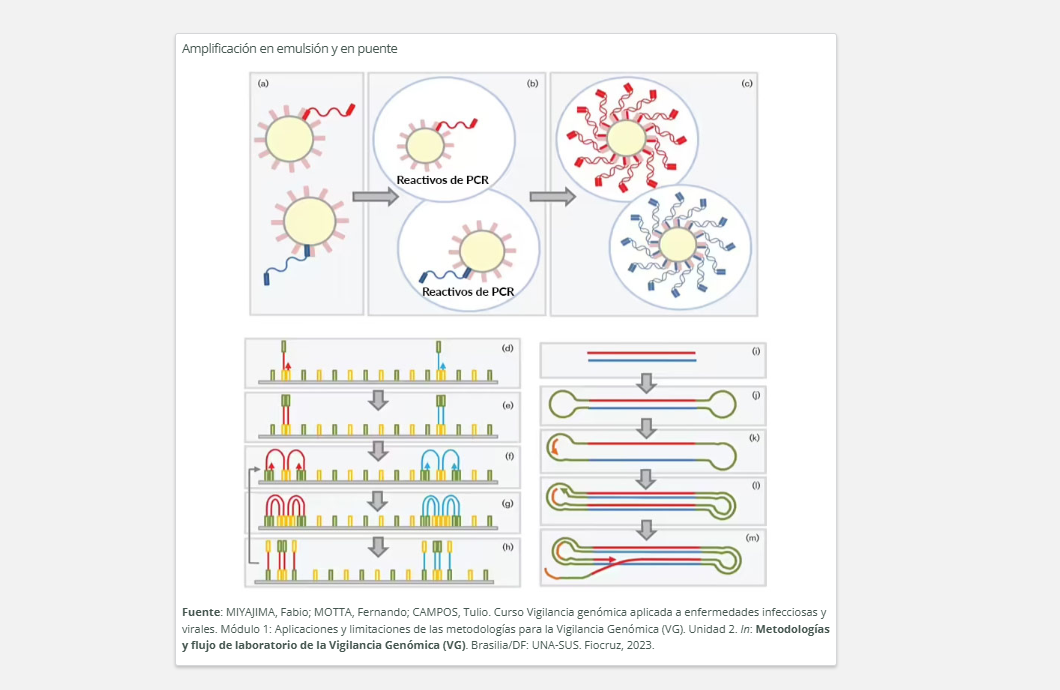 Amplificación en emulsión y en puente
(a)
(b)
(c)
Reactivos de PCR
Reactivos de PCR
(d)
(e)
(f)
(g)
(h)
(i)
(j)
(k)
(l)
(m)
Fuente: MIYAJIMA, Fabio; MOTTA, Fernando; CAMPOS, Tulio. Curso Vigilancia genómica aplicada a enfermedades infecciosas y
virales. Módulo 1: Aplicaciones y limitaciones de las metodologías para la Vigilancia Genómica (VG). Unidad 2. In: Metodologías
y flujo de laboratorio de la Vigilancia Genómica (VG). Brasilia/DF: UNA-SUS. Fiocruz, 2023.